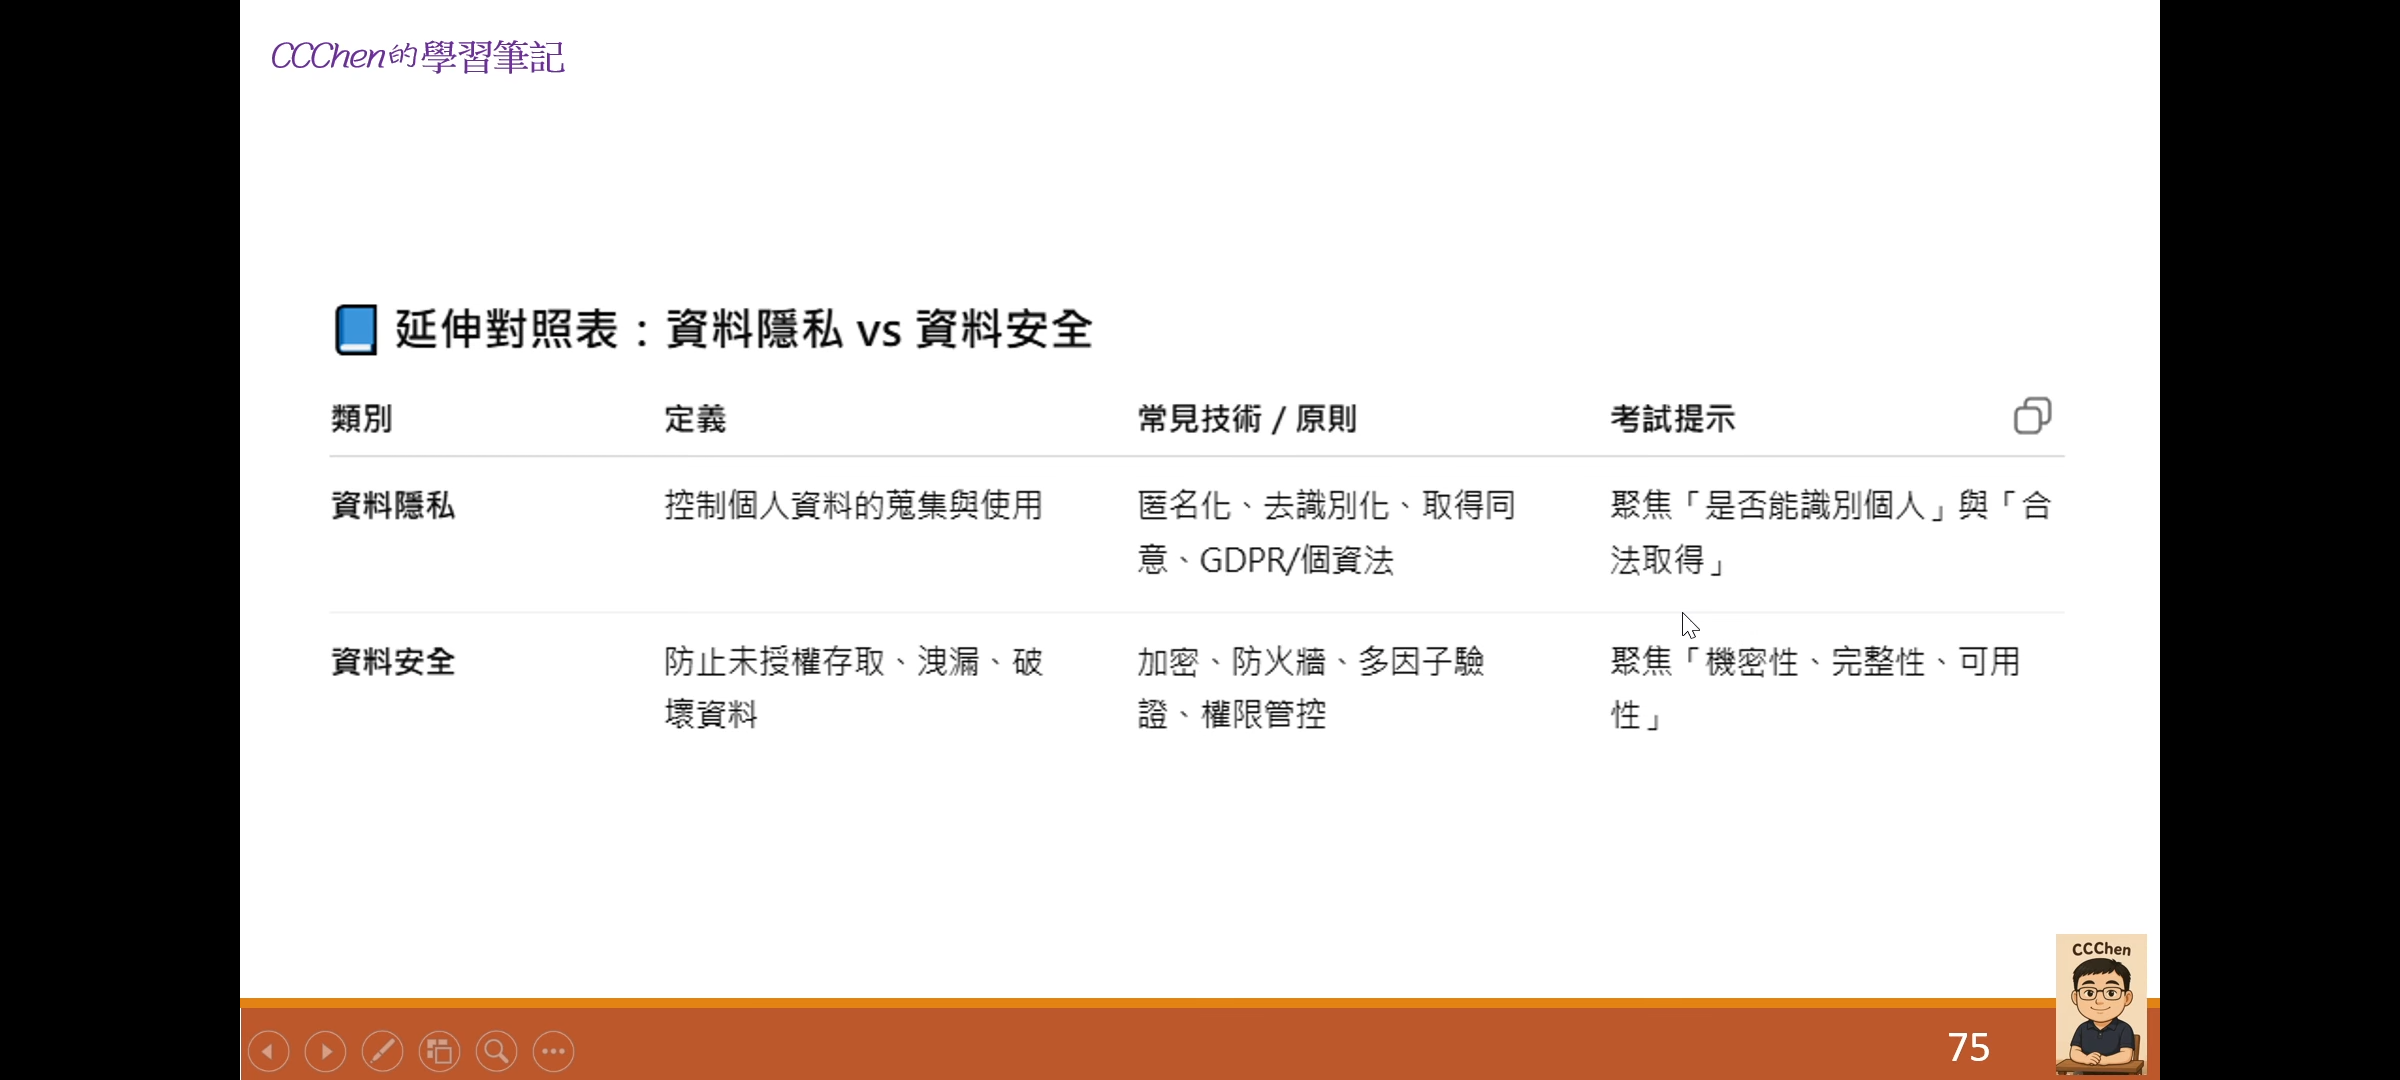 CCChen的學習筆記
延伸對照表：資料隱私 vs 資料安全
類別 定義 常見技術 / 原則 考試提示
資料隱私 控制個人資料的蒐集與使用 匿名化、去識別化、取得同意、GDPR/個資法 聚焦「是否能識別個人」與「合法取得」
資料安全 防止未授權存取、洩漏、破壞資料 加密、防火牆、多因子驗證、權限管控 聚焦「機密性、完整性、可用性」
CCChen
75